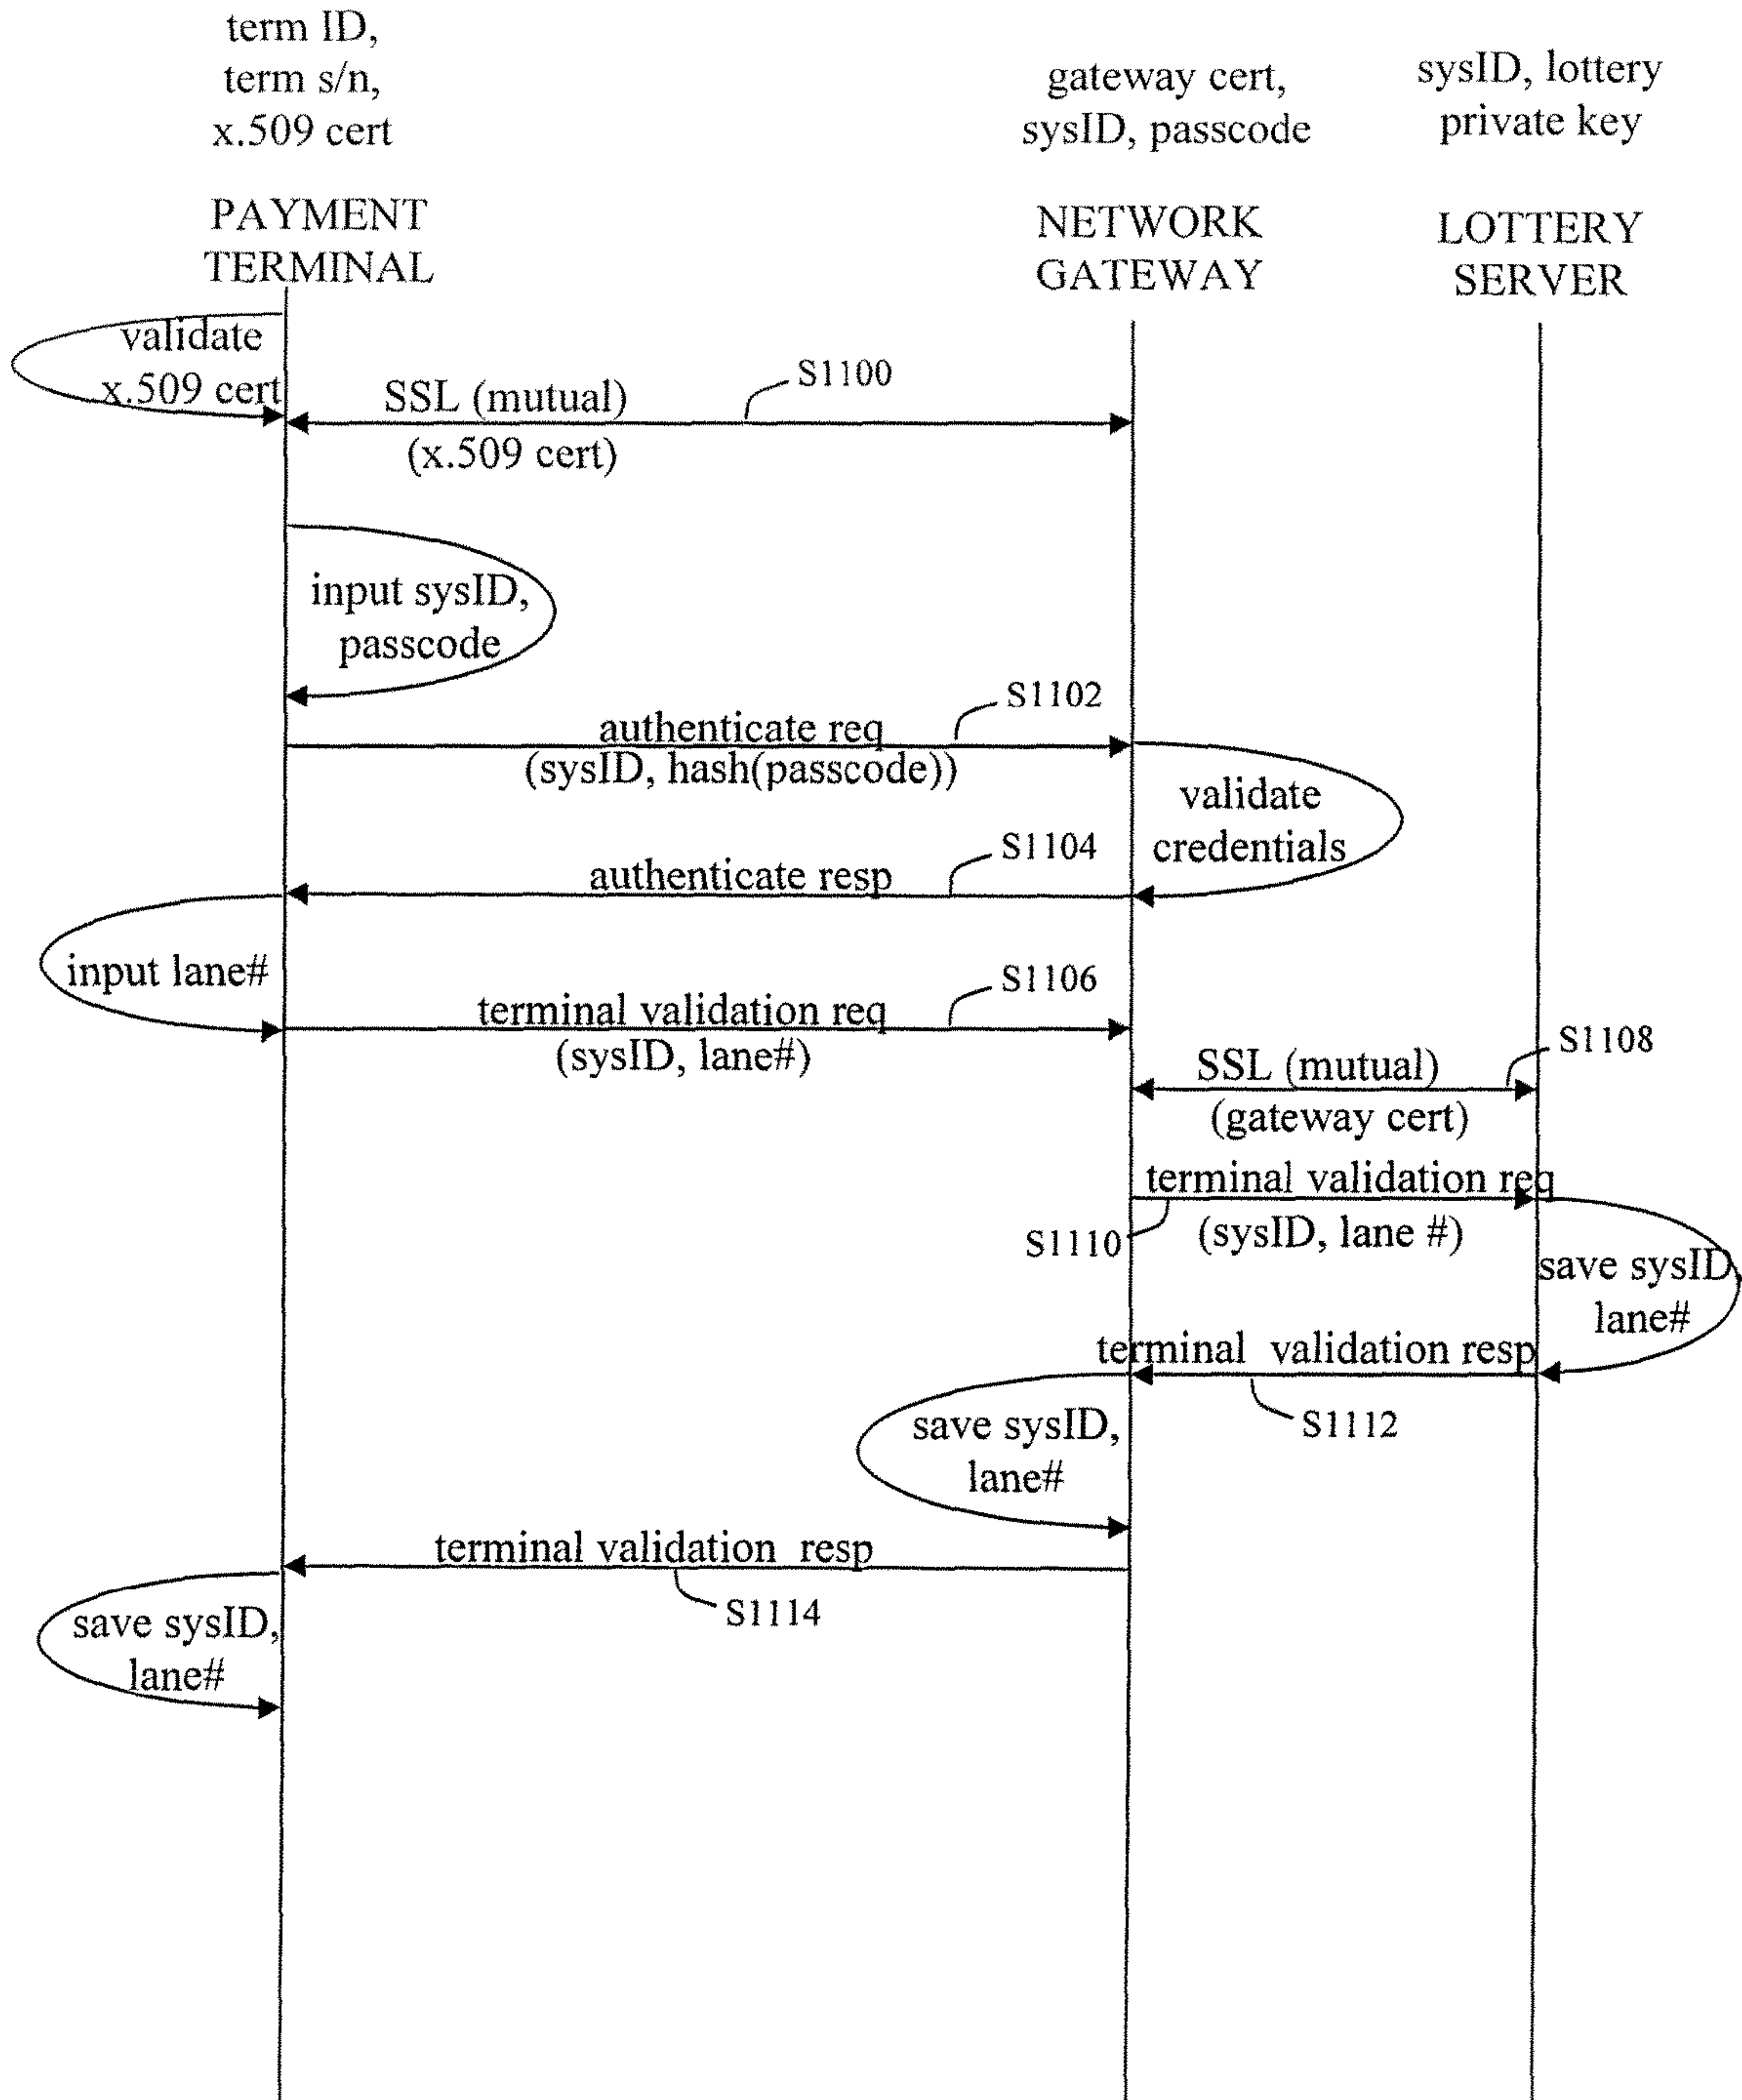 term ID,
term s/n,
x.509 cert
gateway cert,
sysID, passcode
sysID, lottery
private key
PAYMENT
TERMINAL
NETWORK
GATEWAY
LOTTERY
SERVER
validate
x.509 cert
SSL (mutual)
(x.509 cert)
S1100
input sysID,
passcode
S1102
authenticate req
(sysID, hash(passcode))
validate
credentials
S1104
authenticate resp
input lane#
S1106
terminal validation req
(sysID, lane#)
S1108
SSL (mutual)
(gateway cert)
terminal validation req
(sysID, lane #)
S1110
save sysID,
lane#
terminal validation resp
S1112
save sysID,
lane#
terminal validation resp
S1114
save sysID,
lane#